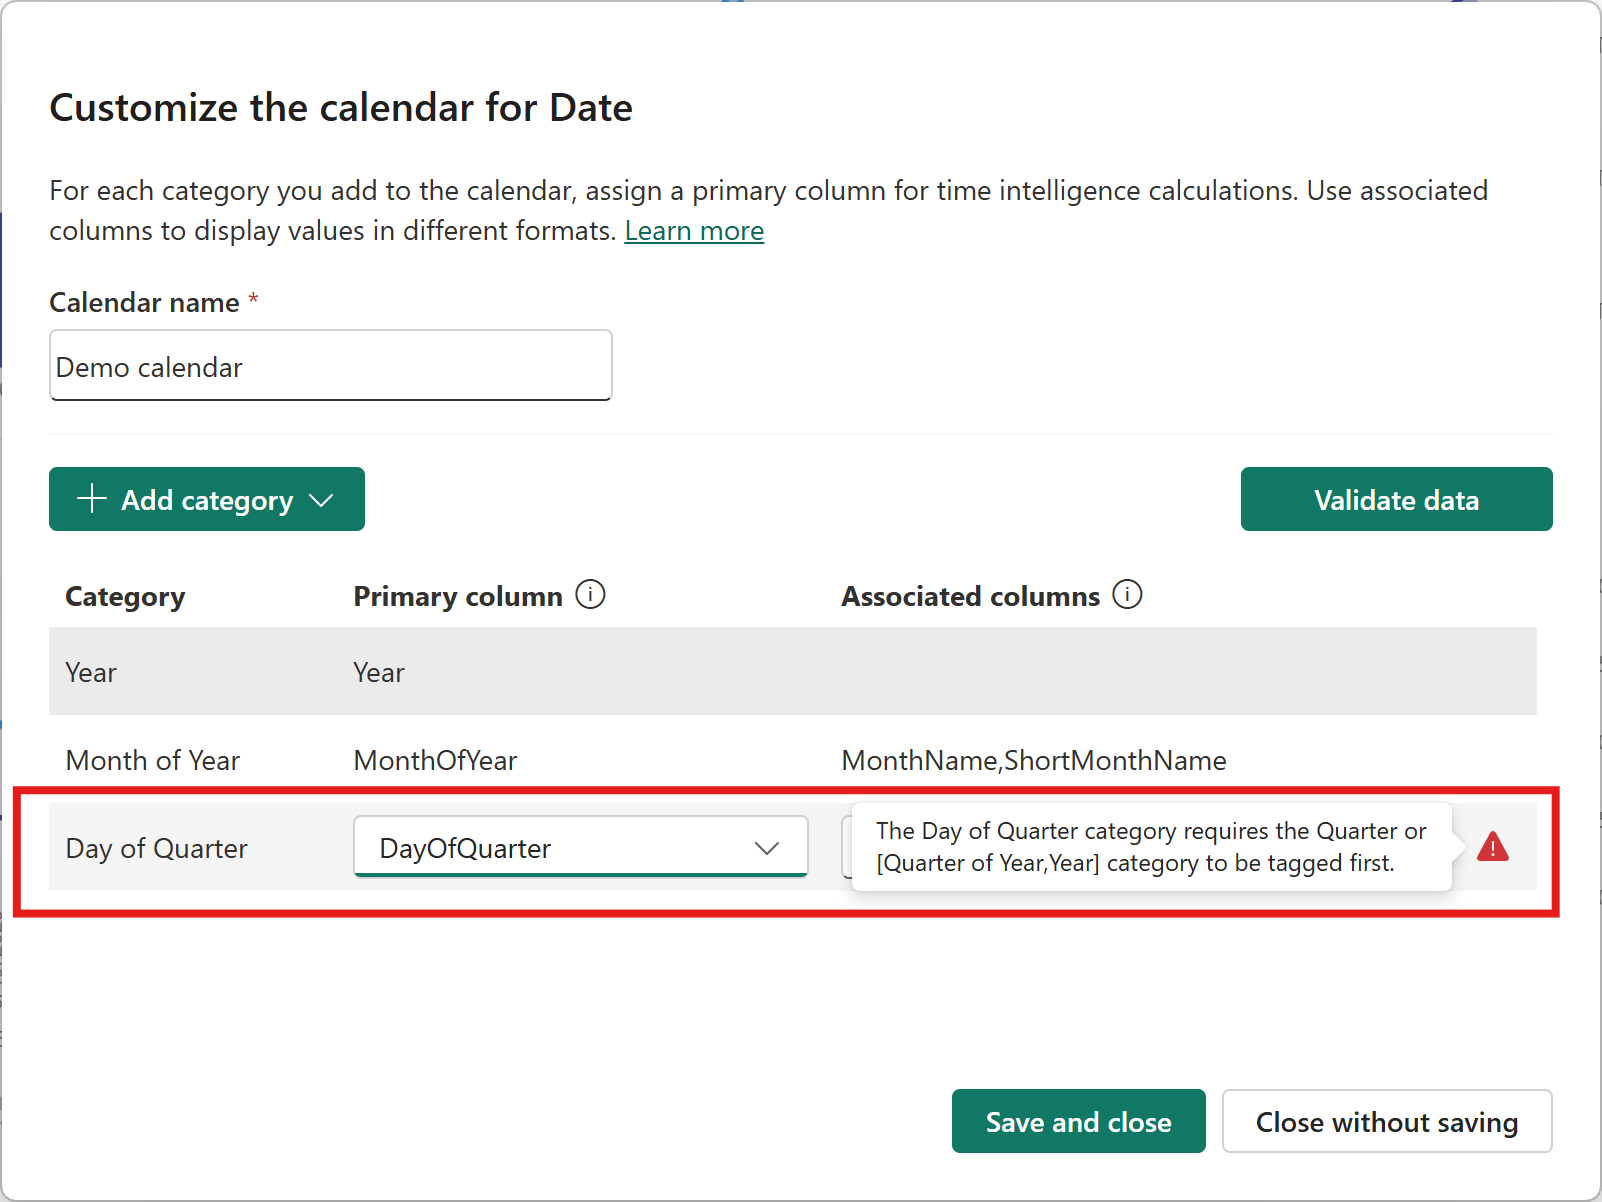 Customize the calendar for Date
For each category you add to the calendar, assign a primary column for time intelligence calculations. Use associated
columns to display values in different formats. Learn more
Calendar name *
Demo calendar
Add category
Validate data
Category Primary column Associated columns
Year Year
Month of Year MonthOfYear MonthName,ShortMonthName
Day of Quarter DayOfQuarter
The Day of Quarter category requires the Quarter or
[Quarter of Year,Year] category to be tagged first.
Save and close Close without saving